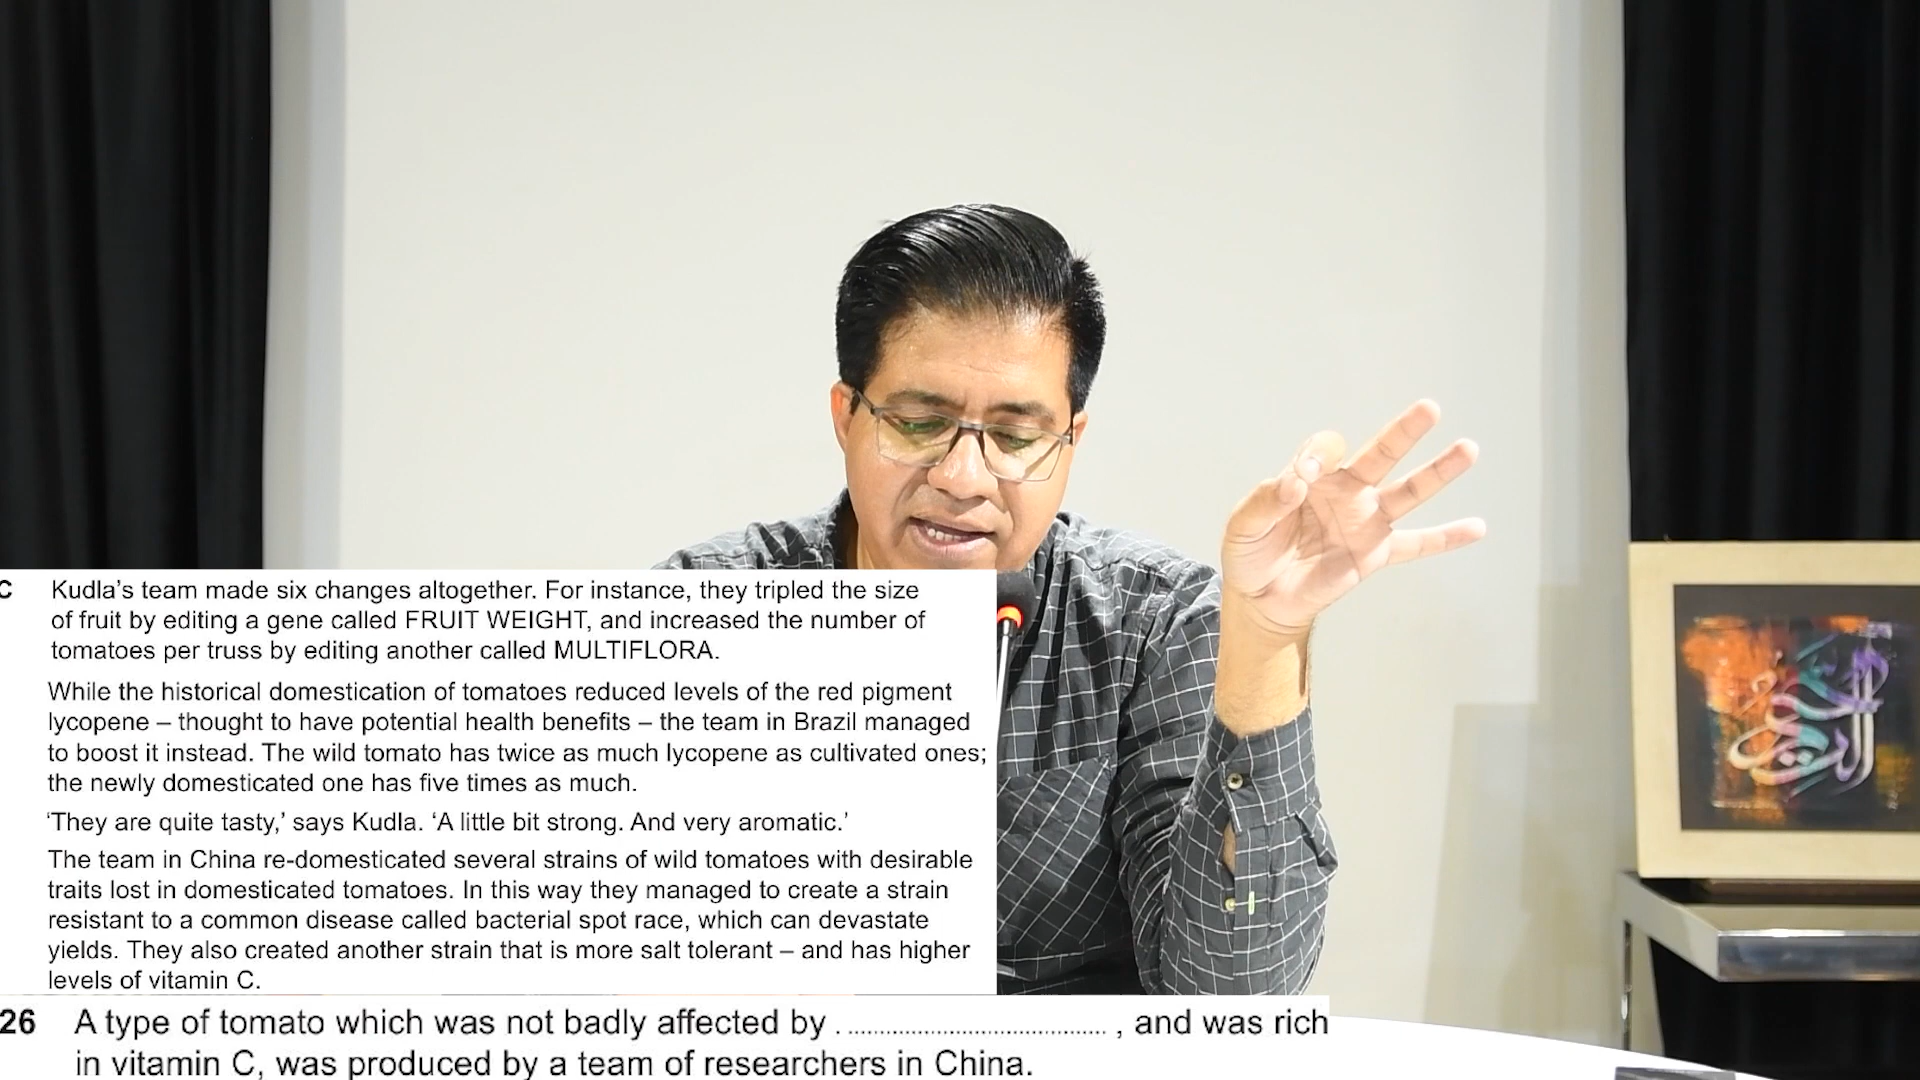 C Kudla’s team made six changes altogether. For instance, they tripled the size
of fruit by editing a gene called FRUIT WEIGHT, and increased the number of
tomatoes per truss by editing another called MULTIFLORA.
While the historical domestication of tomatoes reduced levels of the red pigment
lycopene – thought to have potential health benefits – the team in Brazil managed
to boost it instead. The wild tomato has twice as much lycopene as cultivated ones;
the newly domesticated one has five times as much.
‘They are quite tasty,’ says Kudla. ‘A little bit strong. And very aromatic.’
The team in China re-domesticated several strains of wild tomatoes with desirable
traits lost in domesticated tomatoes. In this way they managed to create a strain
resistant to a common disease called bacterial spot race, which can devastate
yields. They also created another strain that is more salt tolerant – and has higher
levels of vitamin C.
26 A type of tomato which was not badly affected by ........................................ , and was rich
in vitamin C, was produced by a team of researchers in China.